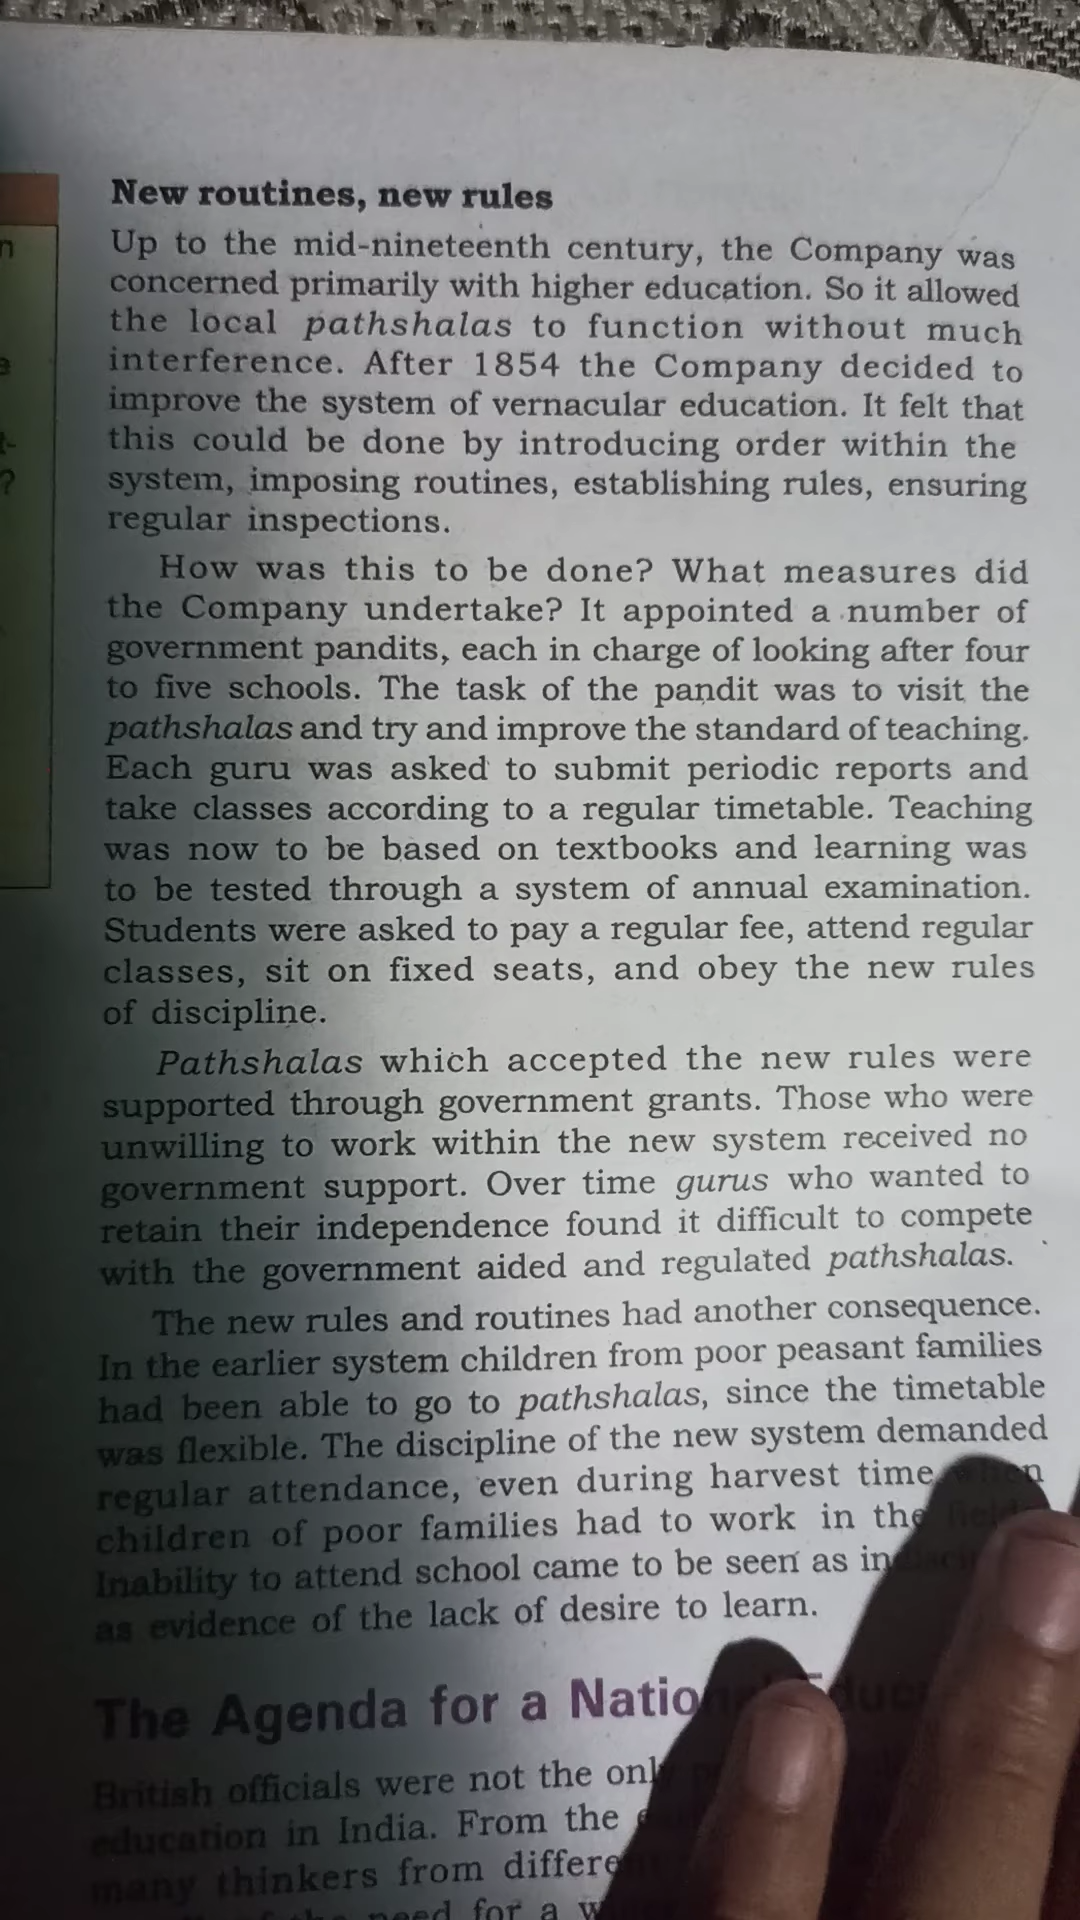 n
New routines, new rules
Up to the mid-nineteenth century, the Company was
concerned primarily with higher education. So it allowed
the local pathshalas to function without much
interference. After 1854 the Company decided to
improve the system of vernacular education. It felt that
this could be done by introducing order within the
system, imposing routines, establishing rules, ensuring
regular inspections.
How was this to be done? What measures did
the Company undertake? It appointed a number of
government pandits, each in charge of looking after four
to five schools. The task of the pandit was to visit the
pathshalas and try and improve the standard of teaching.
Each guru was asked to submit periodic reports and
take classes according to a regular timetable. Teaching
was now to be based on textbooks and learning was
to be tested through a system of annual examination.
Students were asked to pay a regular fee, attend regular
classes, sit on fixed seats, and obey the new rules
of discipline.
Pathshalas which accepted the new rules were
supported through government grants. Those who were
unwilling to work within the new system received no
government support. Over time gurus who wanted to
retain their independence found it difficult to compete
with the government aided and regulated pathshalas.
The new rules and routines had another consequence.
In the earlier system children from poor peasant families
had been able to go to pathshalas, since the timetable
was flexible. The discipline of the new system demanded
regular attendance, even during harvest time when
children of poor families had to work in the
Inability to attend school came to be seen as
as evidence of the lack of desire to learn.
The Agenda for a
British officials were not the only
education in India. From the
many thinkers from
need for a